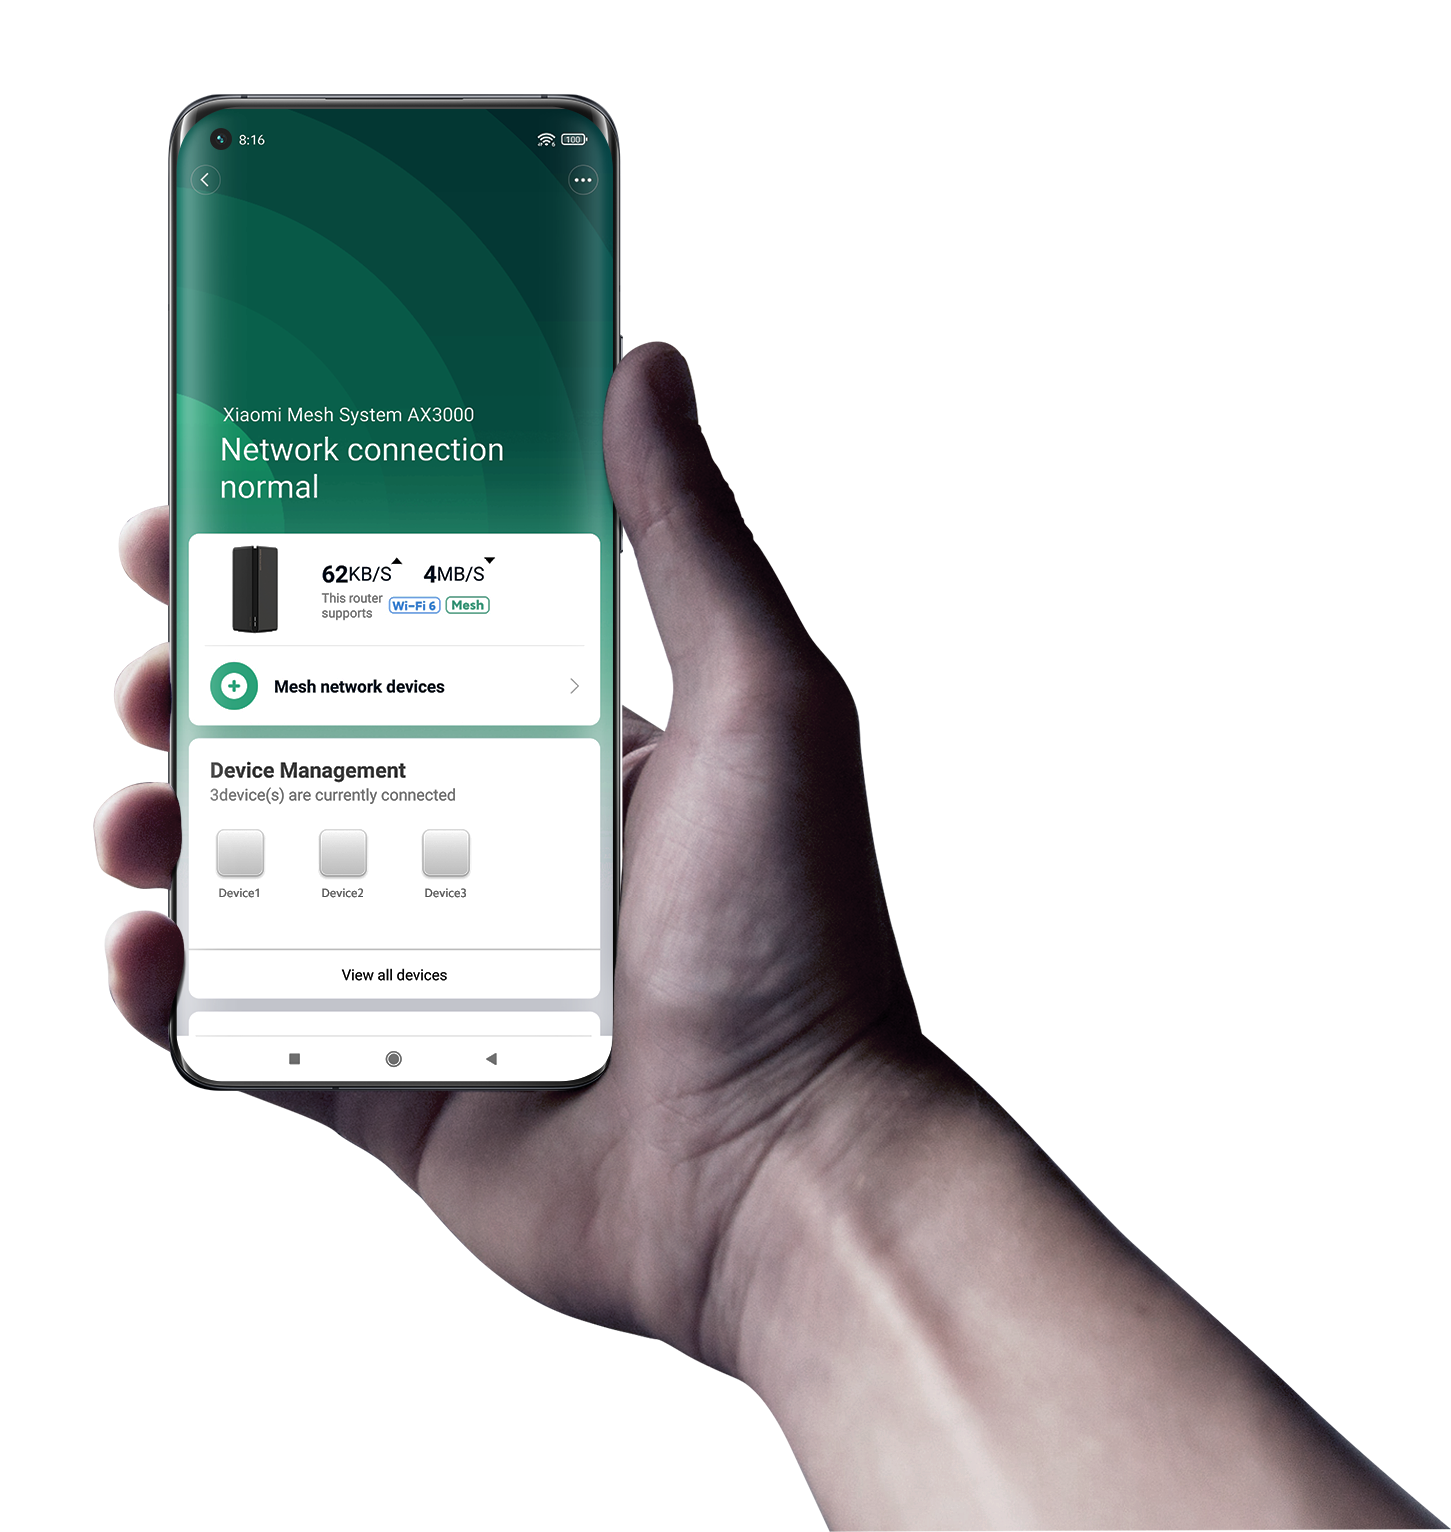 8:16
100
Xiaomi Mesh System AX3000
Network connection
normal
62KB/S 4MB/S
This router
supports
Wi-Fi 6 Mesh
Mesh network devices
Device Management
3device(s) are currently connected
Device1 Device2 Device3
View all devices